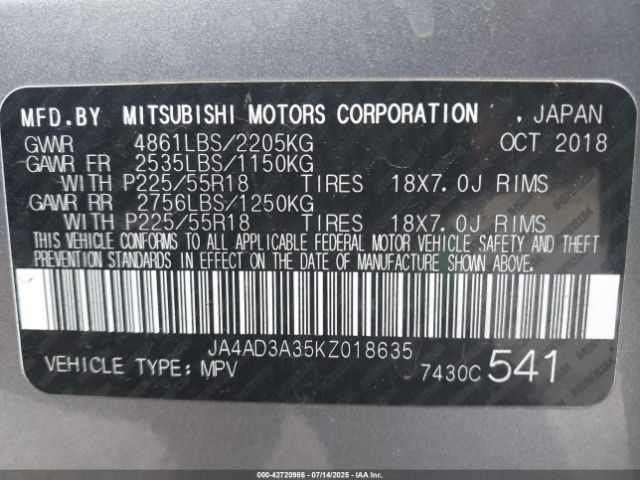 MFD.BY MITSUBISHI MOTORS CORPORATION , JAPAN
GVWR 4861LBS/2205KG OCT 2018
GAWR FR 2535LBS/1150KG
WITH P225/55R18 TIRES 18X7.0J RIMS
GAWR RR 2756LBS/1250KG
WITH P225/55R18 TIRES 18X7.0J RIMS
THIS VEHICLE CONFORMS TO ALL APPLICABLE FEDERAL MOTOR VEHICLE SAFETY AND THEFT
PREVENTION STANDARDS IN EFFECT ON THE DATE OF MANUFACTURE SHOWN ABOVE.
JA4AD3A35KZ018635
VEHICLE TYPE: MPV 7430C 541
000-42720986 - 07/14/2025 - IAA, Inc.